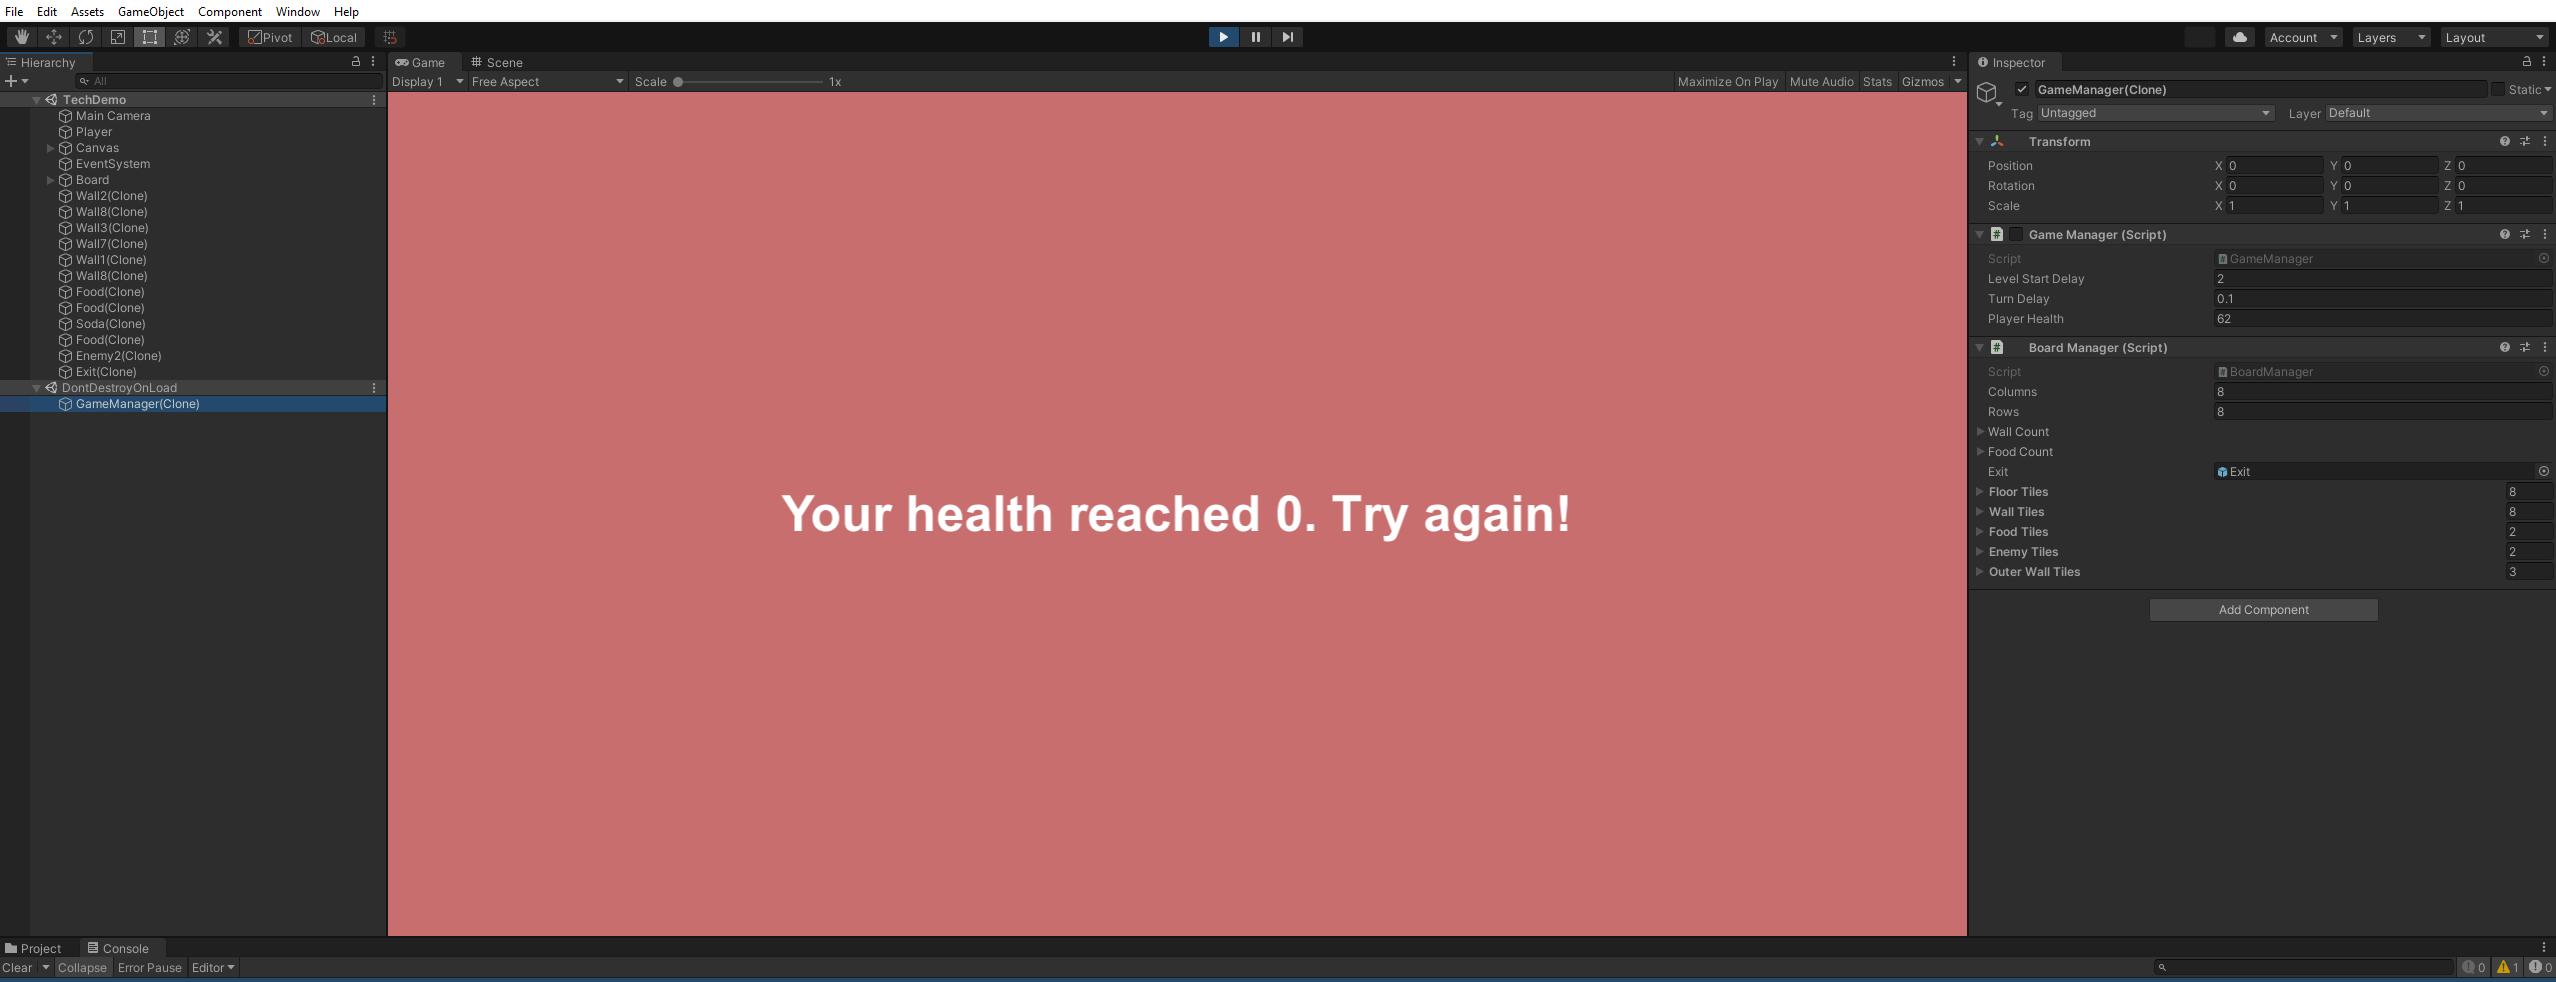 File Edit Assets GameObject Component Window Help
Pivot Local Account Layers Layout
Hierarchy
All
TechDemo
Main Camera
Player
Canvas
EventSystem
Board
Wall2(Clone)
Wall8(Clone)
Wall3(Clone)
Wall7(Clone)
Wall1(Clone)
Wall8(Clone)
Food(Clone)
Food(Clone)
Soda(Clone)
Food(Clone)
Enemy2(Clone)
Exit(Clone)
DontDestroyOnLoad
GameManager(Clone)
Game Scene
Display 1 Free Aspect Scale 1x Maximize On Play Mute Audio Stats Gizmos
Your health reached 0. Try again!
Inspector
GameManager(Clone) Static
Tag Untagged Layer Default
Transform
Position X 0 Y 0 Z 0
Rotation X 0 Y 0 Z 0
Scale X 1 Y 1 Z 1
# Game Manager (Script)
Script GameManager
Level Start Delay 2
Turn Delay 0.1
Player Health 62
# Board Manager (Script)
Script BoardManager
Columns 8
Rows 8
Wall Count
Food Count
Exit Exit
Floor Tiles 8
Wall Tiles 8
Food Tiles 2
Enemy Tiles 2
Outer Wall Tiles 3
Add Component
Project Console
Clear Collapse Error Pause Editor 0 1 0